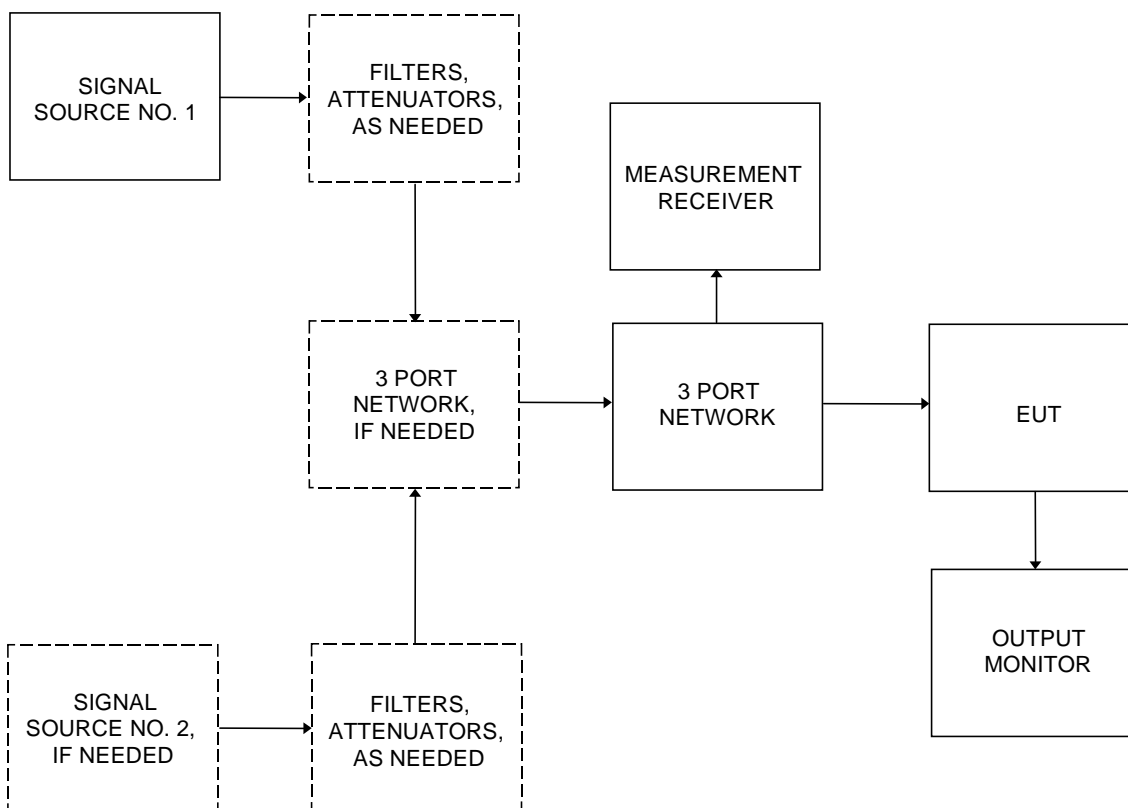 SIGNAL
SOURCE NO. 1
FILTERS,
ATTENUATORS,
AS NEEDED
MEASUREMENT
RECEIVER
3 PORT
NETWORK,
IF NEEDED
3 PORT
NETWORK
EUT
OUTPUT
MONITOR
SIGNAL
SOURCE NO. 2,
IF NEEDED
FILTERS,
ATTENUATORS,
AS NEEDED